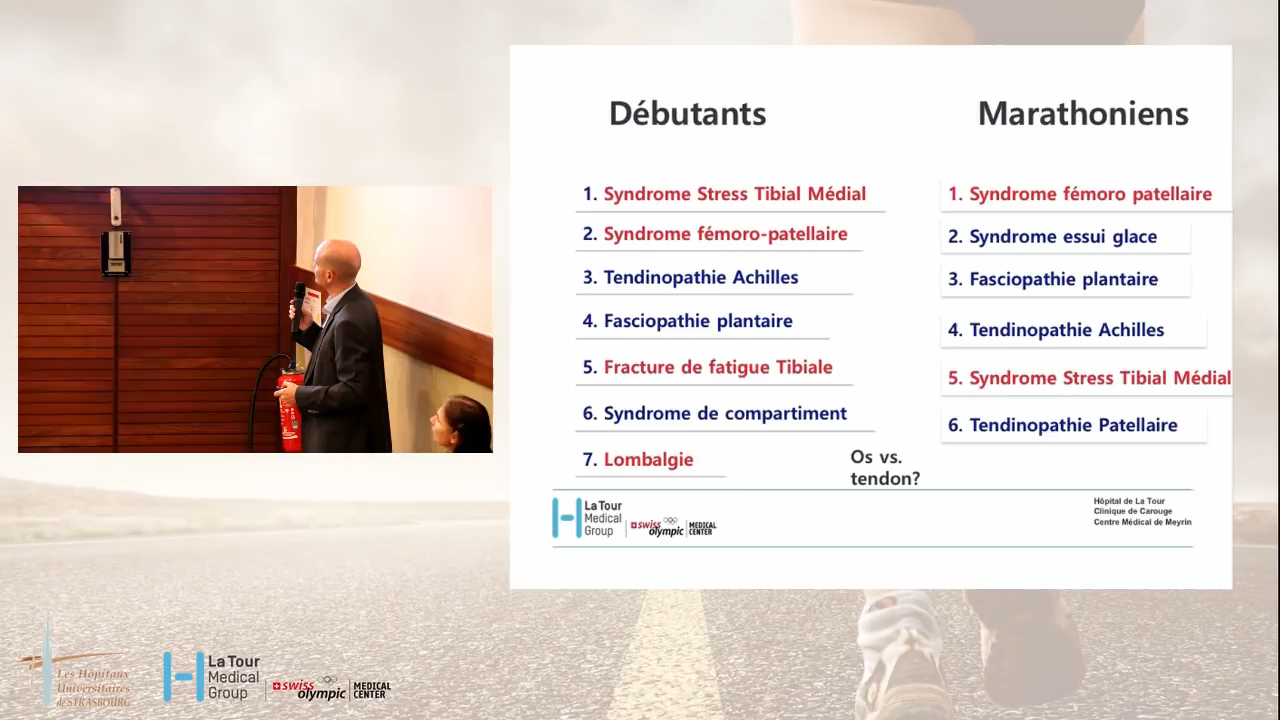 Débutants
1. Syndrome Stress Tibial Médial
2. Syndrome fémoro-patellaire
3. Tendinopathie Achilles
4. Fasciopathie plantaire
5. Fracture de fatigue Tibiale
6. Syndrome de compartiment
7. Lombalgie
Marathoniens
1. Syndrome fémoro patellaire
2. Syndrome essui glace
3. Fasciopathie plantaire
4. Tendinopathie Achilles
5. Syndrome Stress Tibial Médial
6. Tendinopathie Patellaire
Os vs.
tendon?
La Tour
Medical
Group
swiss
olympic
MEDICAL
CENTER
Hôpital de La Tour
Clinique de Carouge
Centre Médical de Meyrin
Les Hôpitaux
Universitaires
de STRASBOURG
La Tour
Medical
Group
swiss
olympic
MEDICAL
CENTER